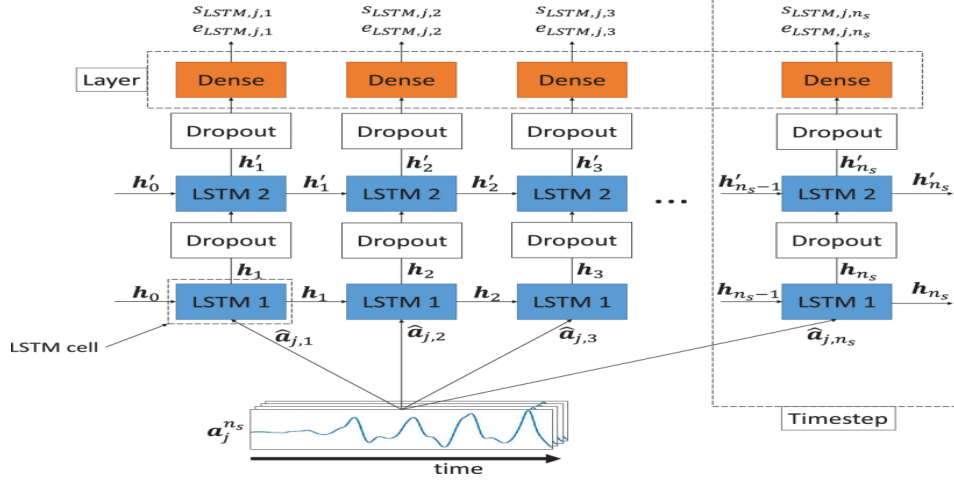 s_{LSTM,j,1} s_{LSTM,j,2} s_{LSTM,j,3} s_{LSTM,j,n_s}
e_{LSTM,j,1} e_{LSTM,j,2} e_{LSTM,j,3} e_{LSTM,j,n_s}
Layer Dense Dense Dense Dense
Dropout Dropout Dropout Dropout
h'_1 h'_2 h'_3 h'_{n_s}
h'_0 LSTM 2 h'_1 LSTM 2 h'_2 LSTM 2 ... h'_{n_s-1} LSTM 2 h'_{n_s}
Dropout Dropout Dropout Dropout
h_1 h_2 h_3 h_{n_s}
h_0 LSTM 1 h_1 LSTM 1 h_2 LSTM 1 h_{n_s-1} LSTM 1 h_{n_s}
LSTM cell â_{j,1} â_{j,2} â_{j,3} â_{j,n_s}
a_j^{n_s} Timestep
time